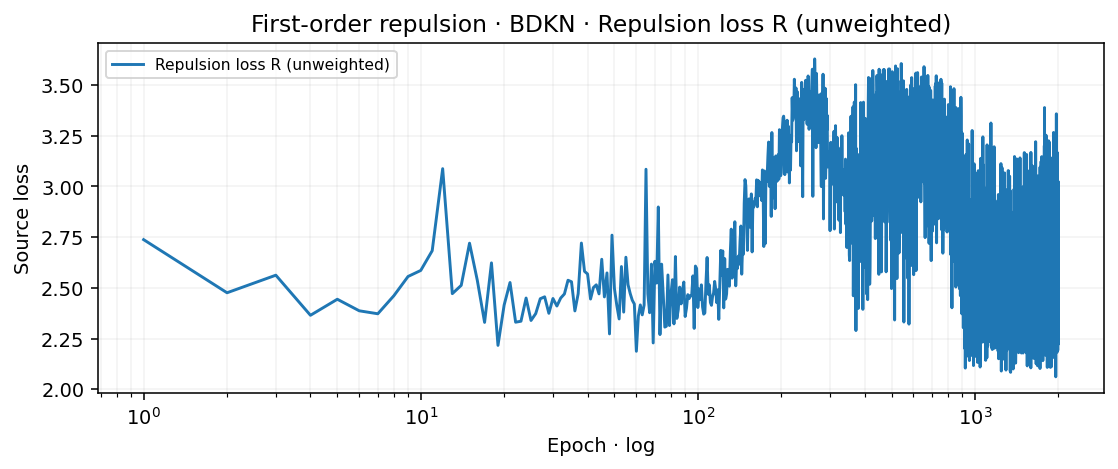 First-order repulsion · BDKN · Repulsion loss R (unweighted)
Repulsion loss R (unweighted)
Source loss
3.50
3.25
3.00
2.75
2.50
2.25
2.00
10⁰ 10¹ 10² 10³
Epoch · log